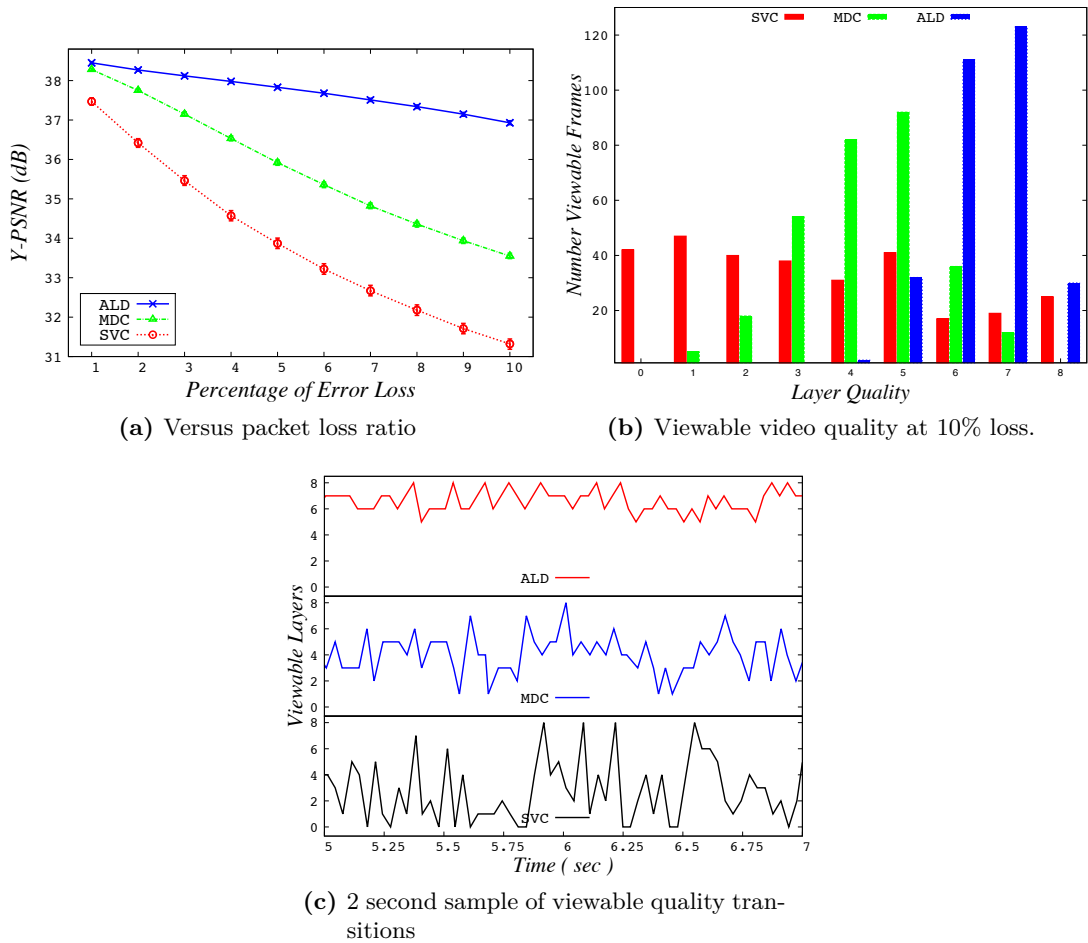 38
37
36
35
34
33
32
31
Y-PSNR (dB)
ALD
MDC
SVC
1 2 3 4 5 6 7 8 9 10
Percentage of Error Loss
(a) Versus packet loss ratio
SVC MDC ALD
120
100
80
60
40
20
Number Viewable Frames
0 1 2 3 4 5 6 7 8
Layer Quality
(b) Viewable video quality at 10% loss.
8
6
4
2
0
ALD
8
6
4
2
0
MDC
8
6
4
2
0
SVC
Viewable Layers
5 5.25 5.5 5.75 6 6.25 6.5 6.75 7
Time ( sec )
(c) 2 second sample of viewable quality tran-
sitions